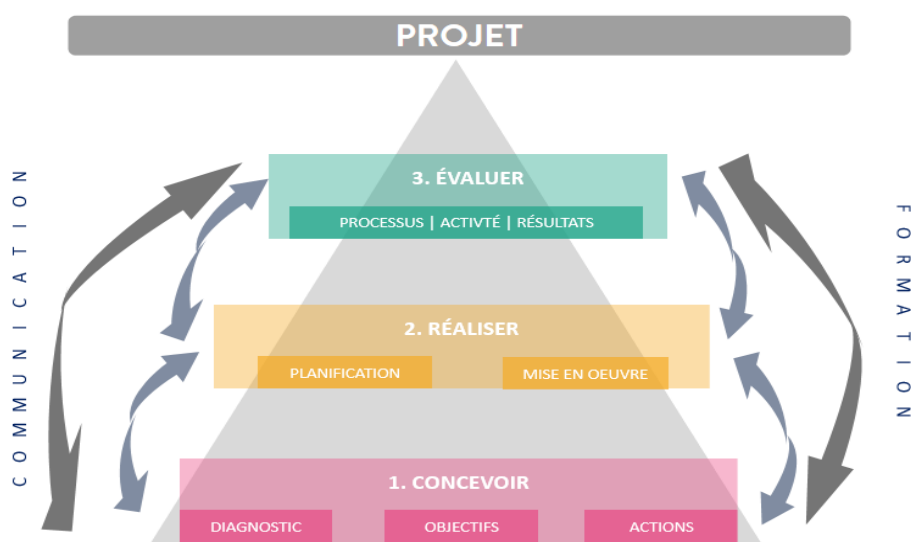 PROJET
COMMUNICATION
3. ÉVALUER
PROCESSUS | ACTIVTÉ | RÉSULTATS
2. RÉALISER
PLANIFICATION
MISE EN OEUVRE
1. CONCEVOIR
DIAGNOSTIC
OBJECTIFS
ACTIONS
FORMATION